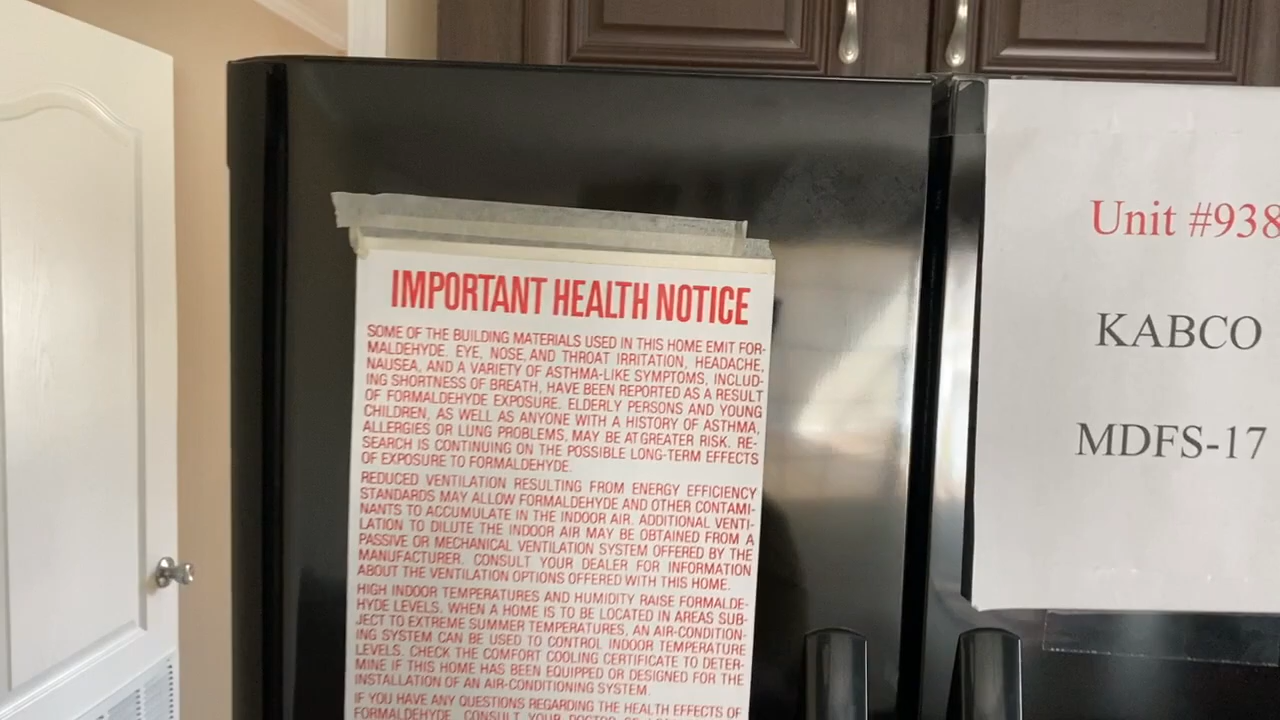 IMPORTANT HEALTH NOTICE
SOME OF THE BUILDING MATERIALS USED IN THIS HOME EMIT FOR-
MALDEHYDE. EYE, NOSE, AND THROAT IRRITATION, HEADACHE,
NAUSEA, AND A VARIETY OF ASTHMA-LIKE SYMPTOMS, INCLUD-
ING SHORTNESS OF BREATH, HAVE BEEN REPORTED AS A RESULT
OF FORMALDEHYDE EXPOSURE. ELDERLY PERSONS AND YOUNG
CHILDREN, AS WELL AS ANYONE WITH A HISTORY OF ASTHMA,
ALLERGIES OR LUNG PROBLEMS, MAY BE AT GREATER RISK. RE-
SEARCH IS CONTINUING ON THE POSSIBLE LONG-TERM EFFECTS
OF EXPOSURE TO FORMALDEHYDE.
REDUCED VENTILATION RESULTING FROM ENERGY EFFICIENCY
STANDARDS MAY ALLOW FORMALDEHYDE AND OTHER CONTAMI-
NANTS TO ACCUMULATE IN THE INDOOR AIR. ADDITIONAL VENTI-
LATION TO DILUTE THE INDOOR AIR MAY BE OBTAINED FROM A
PASSIVE OR MECHANICAL VENTILATION SYSTEM OFFERED BY THE
MANUFACTURER. CONSULT YOUR DEALER FOR INFORMATION
ABOUT THE VENTILATION OPTIONS OFFERED WITH THIS HOME.
HIGH INDOOR TEMPERATURES AND HUMIDITY RAISE FORMALDE-
HYDE LEVELS. WHEN A HOME IS TO BE LOCATED IN AREAS SUB-
JECT TO EXTREME SUMMER TEMPERATURES, AN AIR-CONDITION-
ING SYSTEM CAN BE USED TO CONTROL INDOOR TEMPERATURE
LEVELS. CHECK THE COMFORT COOLING CERTIFICATE TO DETER-
MINE IF THIS HOME HAS BEEN EQUIPPED OR DESIGNED FOR THE
INSTALLATION OF AN AIR-CONDITIONING SYSTEM.
IF YOU HAVE ANY QUESTIONS REGARDING THE HEALTH EFFECTS OF
FORMALDEHYDE, CONSULT YOUR DOCTOR
Unit #938
KABCO
MDFS-17